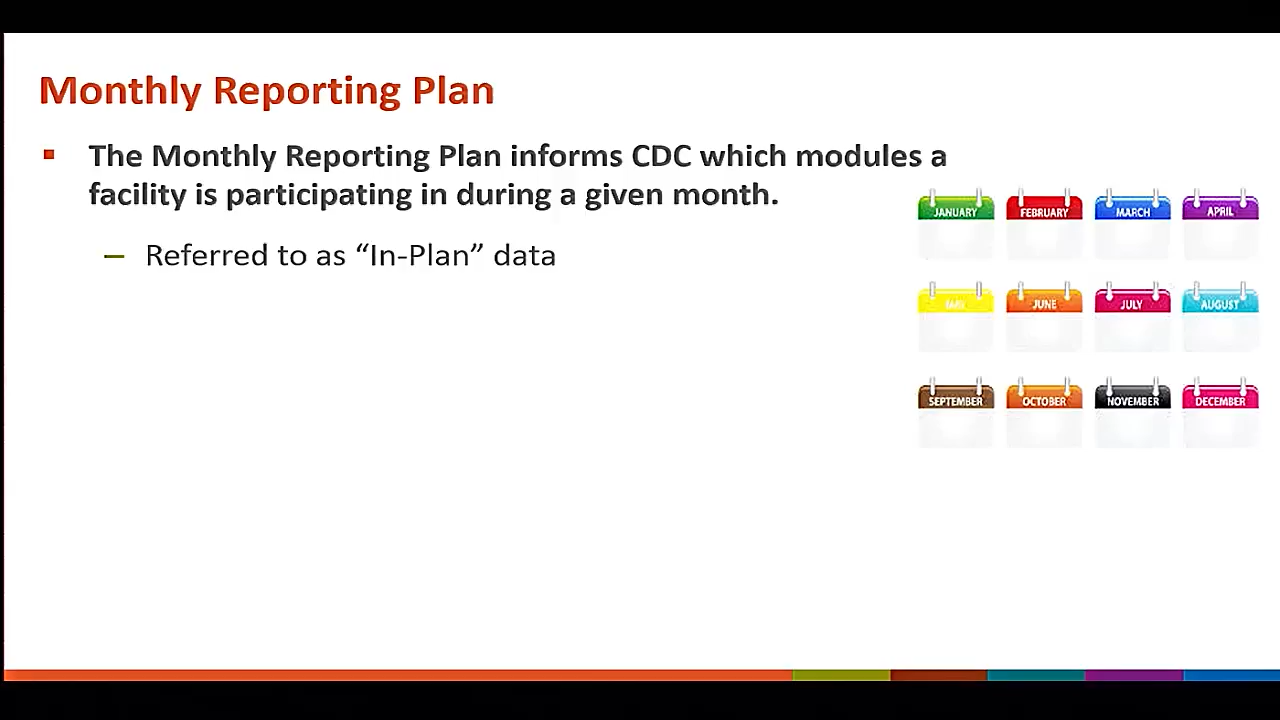 Monthly Reporting Plan
The Monthly Reporting Plan informs CDC which modules a
facility is participating in during a given month.
– Referred to as “In-Plan” data
JANUARY FEBRUARY MARCH APRIL
JUNE JULY AUGUST
SEPTEMBER OCTOBER NOVEMBER DECEMBER